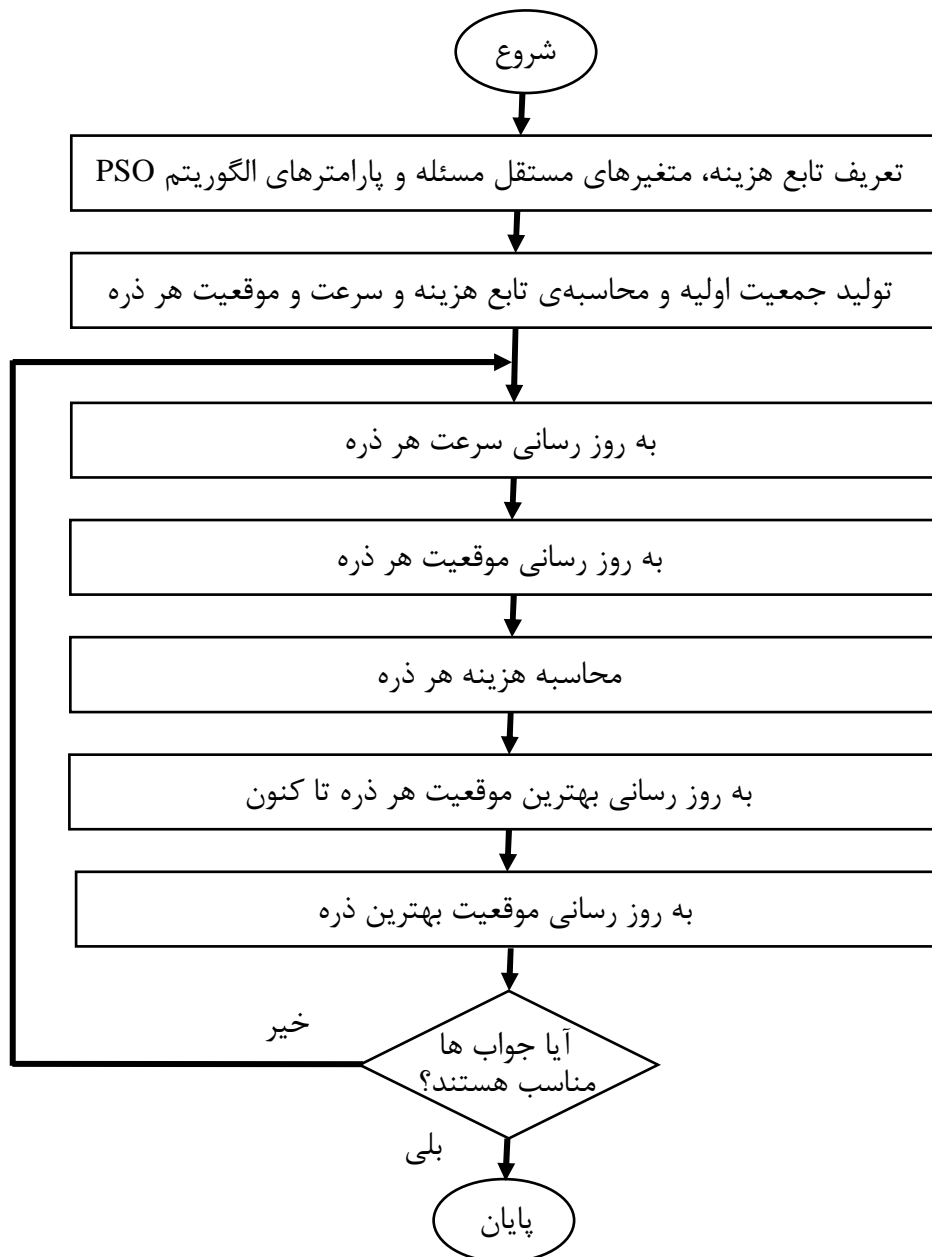 شروع
تعریف تابع هزینه، متغیرهای مستقل مسئله و پارامترهای الگوریتم PSO
تولید جمعیت اولیه و محاسبه‌ی تابع هزینه و سرعت و موقعیت هر ذره
به روز رسانی سرعت هر ذره
به روز رسانی موقعیت هر ذره
محاسبه هزینه هر ذره
به روز رسانی بهترین موقعیت هر ذره تا کنون
به روز رسانی موقعیت بهترین ذره
آیا جواب ها
مناسب هستند؟
خیر
بلی
پایان